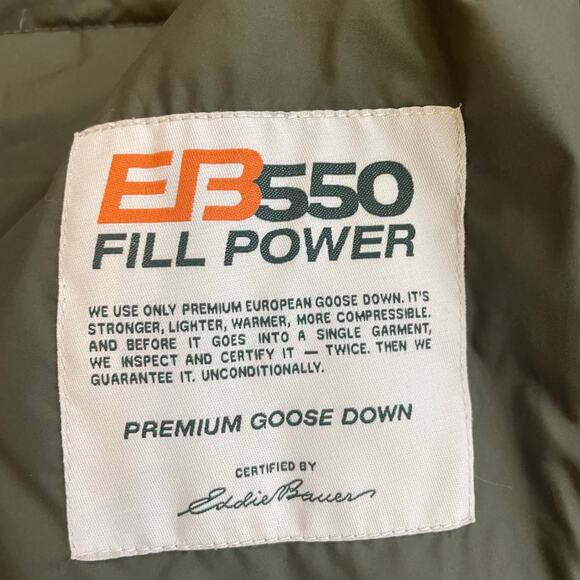 EB550
FILL POWER
WE USE ONLY PREMIUM EUROPEAN GOOSE DOWN. IT'S
STRONGER, LIGHTER, WARMER, MORE COMPRESSIBLE.
AND BEFORE IT GOES INTO A SINGLE GARMENT,
WE INSPECT AND CERTIFY IT — TWICE. THEN WE
GUARANTEE IT. UNCONDITIONALLY.
PREMIUM GOOSE DOWN
CERTIFIED BY
Eddie Bauer